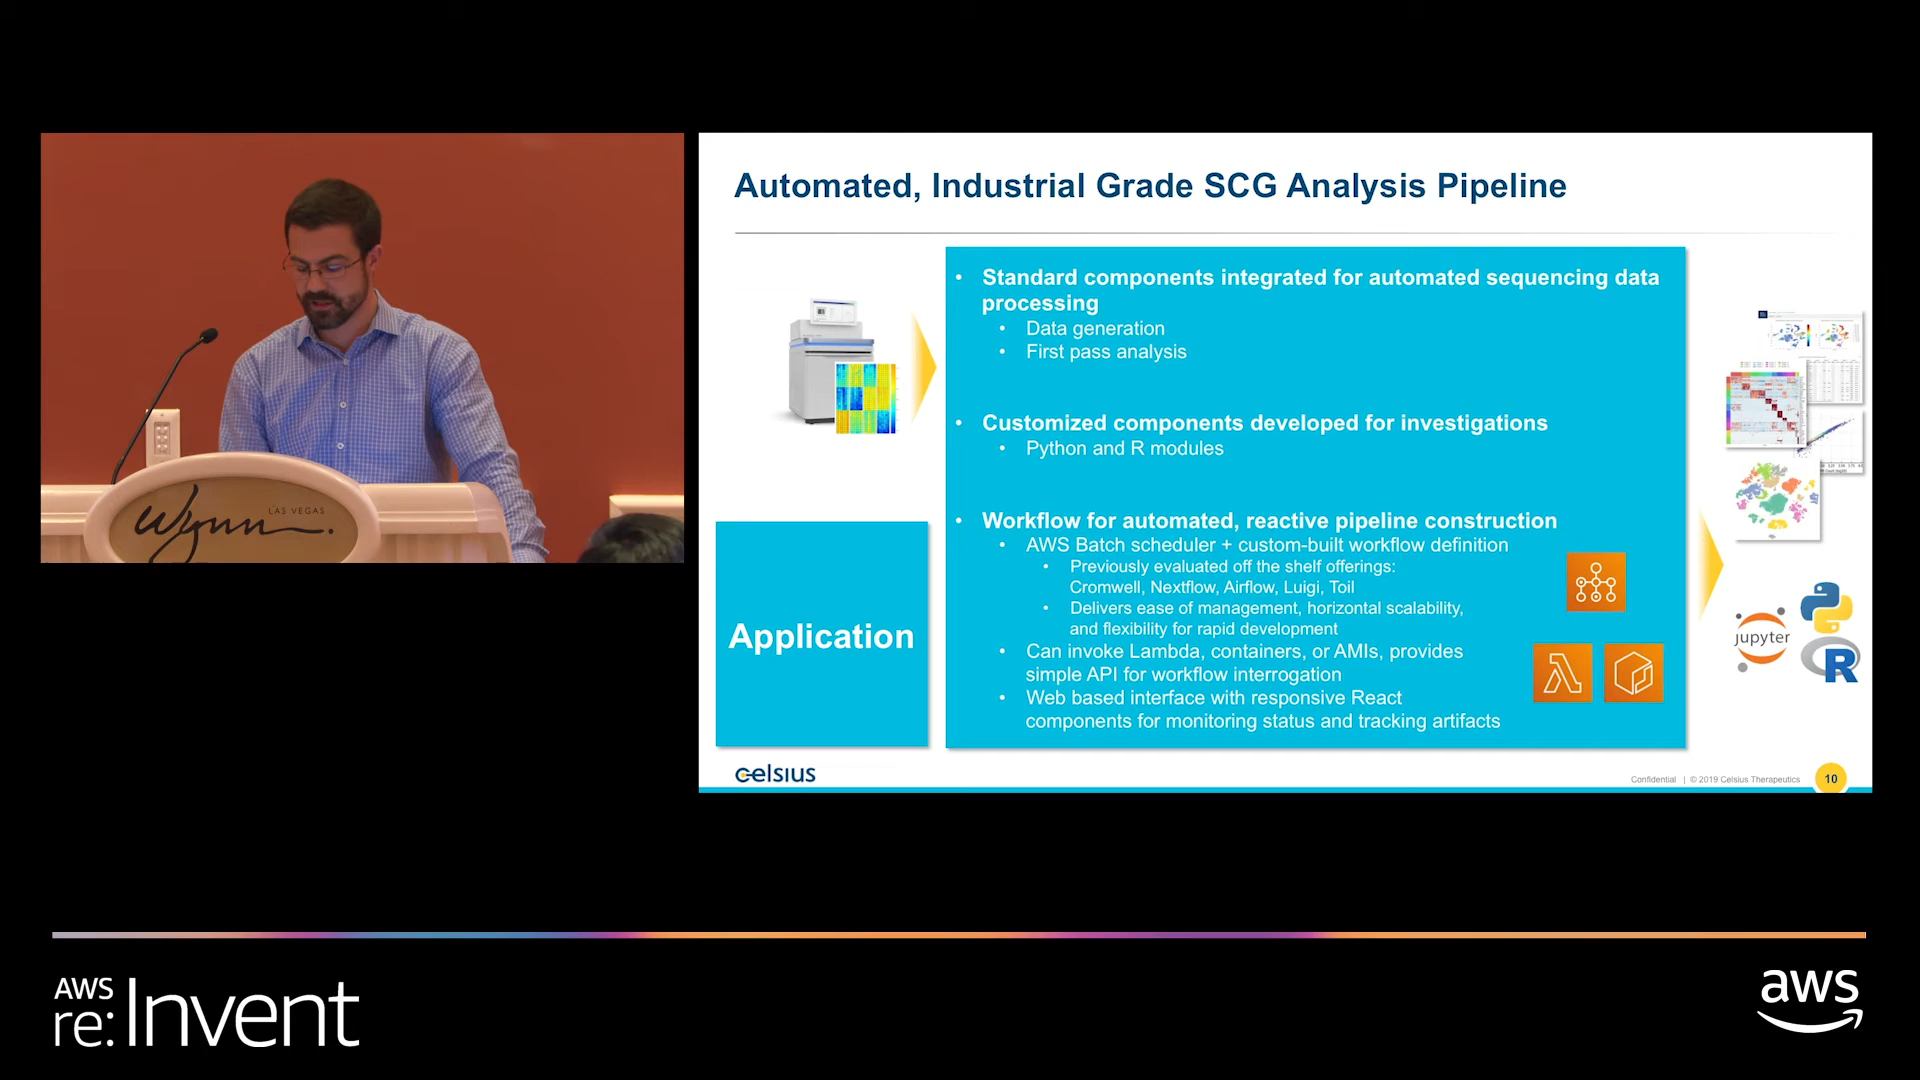 Wynn.
LAS VEGAS
Automated, Industrial Grade SCG Analysis Pipeline
• Standard components integrated for automated sequencing data
processing
• Data generation
• First pass analysis
• Customized components developed for investigations
• Python and R modules
• Workflow for automated, reactive pipeline construction
• AWS Batch scheduler + custom-built workflow definition
• Previously evaluated off the shelf offerings:
Cromwell, Nextflow, Airflow, Luigi, Toil
• Delivers ease of management, horizontal scalability,
and flexibility for rapid development
• Can invoke Lambda, containers, or AMIs, provides
simple API for workflow interrogation
• Web based interface with responsive React
components for monitoring status and tracking artifacts
Application
jupyter
R
celsius
Confidential | © 2019 Celsius Therapeutics
10
AWS
re:Invent
aws